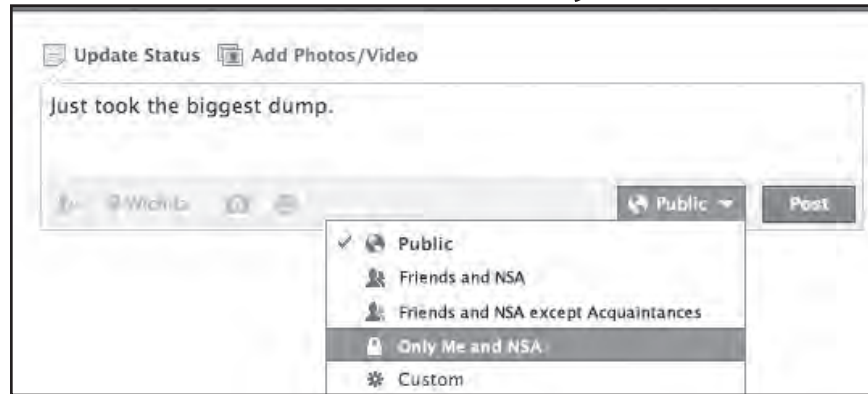 Update Status Add Photos/Video
Just took the biggest dump.
Wichita
Public Post
Public
Friends and NSA
Friends and NSA except Acquaintances
Only Me and NSA
Custom